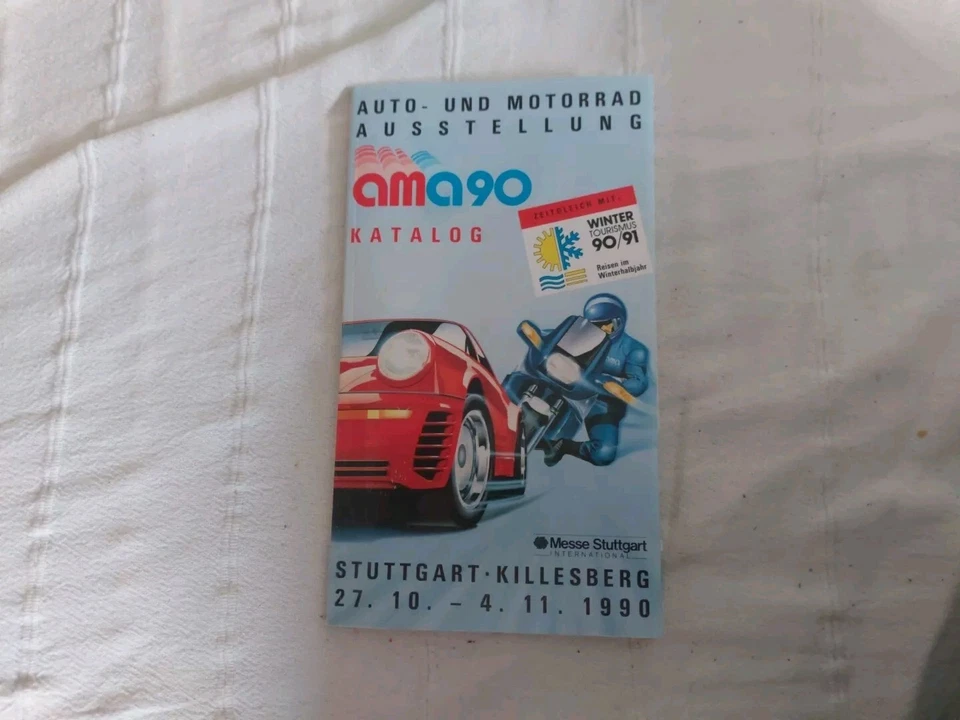 AUTO- UND MOTORRAD
AUSSTELLUNG
ama90
KATALOG
ZEITGLEICH MIT:
WINTER
TOURISMUS
90/91
Reisen im
Winterhalbjahr
Messe Stuttgart
INTERNATIONAL
STUTTGART·KILLESBERG
27. 10. – 4. 11. 1990